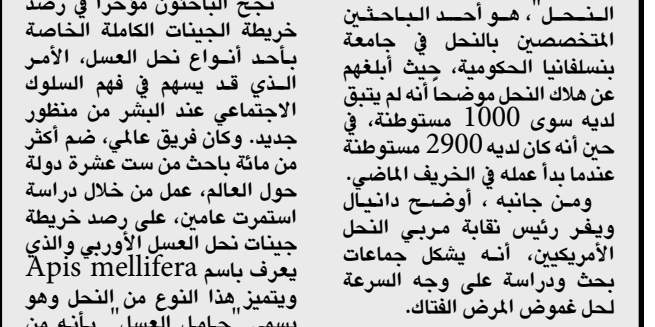 النحل"، هو أحد الباحثين
المتخصصين بالنحل في جامعة
بنسلفانيا الحكومية، حيث أبلغهم
عن هلاك النحل موضحاً أنه لم يتبق
لديه سوى 1000 مستوطنة، في
حين أنه كان لديه 2900 مستوطنة
عندما بدأ عمله في الخريف الماضي.
ومن جانبه ، أوضح دانيال
ويفر رئيس نقابة مربي النحل
الأمريكيين، أنه يشكل جماعات
بحث ودراسة على وجه السرعة
لحل غموض المرض الفتاك.
نجح الباحثون مؤخراً في رصد
خريطة الجينات الكاملة الخاصة
بأحد أنواع نحل العسل، الأمر
الذي قد يسهم في فهم السلوك
الاجتماعي عند البشر من منظور
جديد. وكان فريق عالمي، ضم أكثر
من مائة باحث من ست عشرة دولة
حول العالم، عمل من خلال دراسة
استمرت عامين، على رصد خريطة
جينات نحل العسل الأوربي والذي
يعرف باسم Apis mellifera
ويتميز هذا النوع من النحل وهو
يسمى "حامل العسل" بأنه من